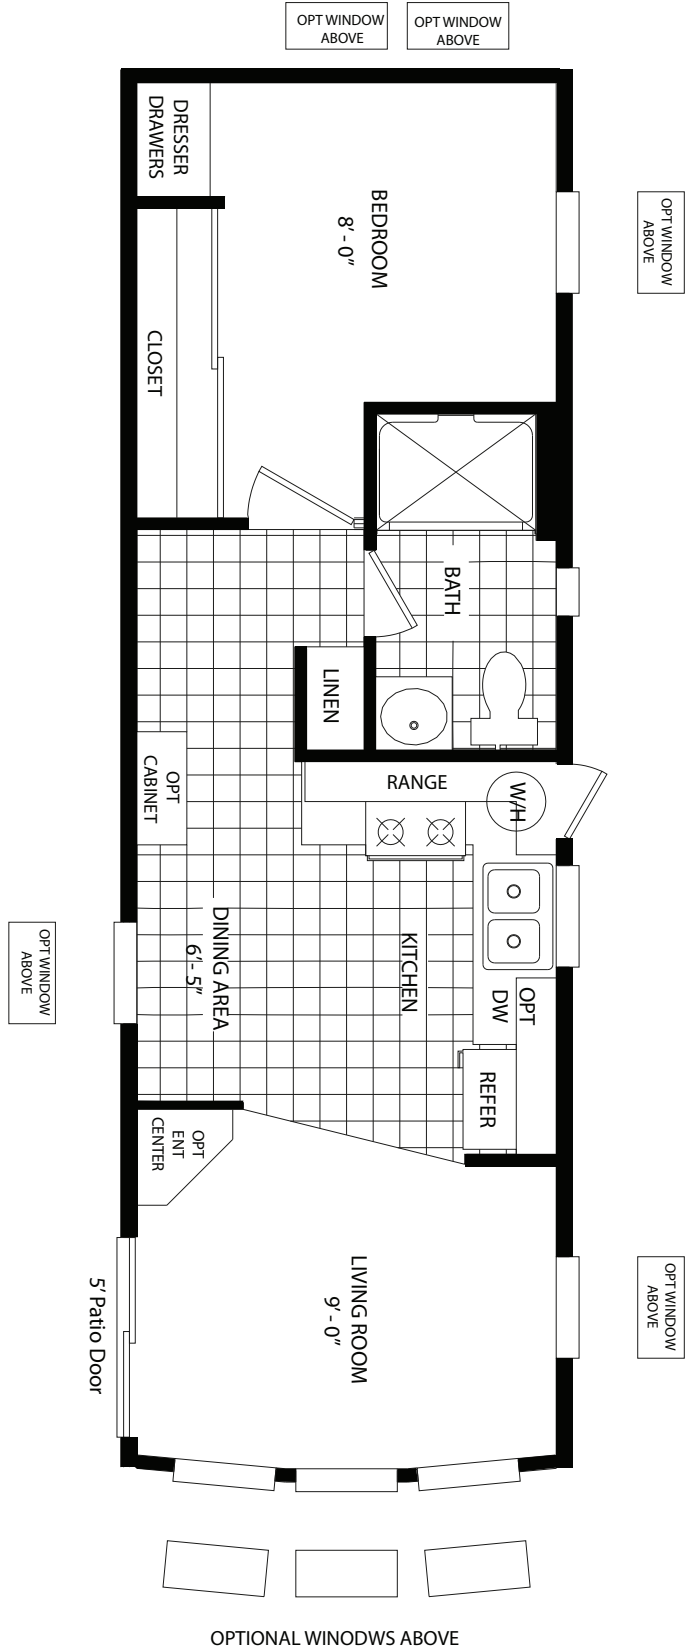 OPT WINDOW
ABOVE
OPT WINDOW
ABOVE
DRESSER
DRAWERS
BEDROOM
8' - 0"
OPT WINDOW
ABOVE
CLOSET
BATH
LINEN
OPT
CABINET
RANGE
W/H
DINING AREA
6' - 5"
KITCHEN
OPT
DW
OPT WINDOW
ABOVE
REFER
OPT
ENT
CENTER
LIVING ROOM
9' - 0"
OPT WINDOW
ABOVE
5' Patio Door
OPTIONAL WINODWS ABOVE